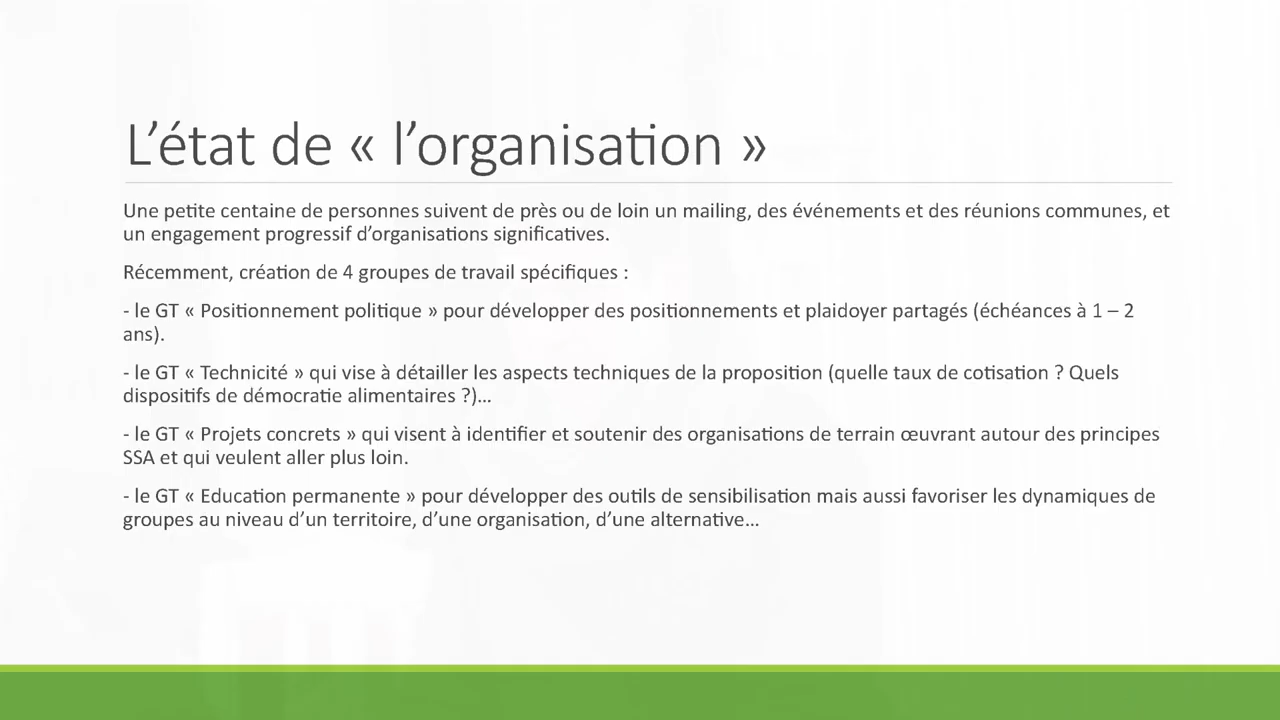 L’état de « l’organisation »
Une petite centaine de personnes suivent de près ou de loin un mailing, des événements et des réunions communes, et
un engagement progressif d’organisations significatives.
Récemment, création de 4 groupes de travail spécifiques :
- le GT « Positionnement politique » pour développer des positionnements et plaidoyer partagés (échéances à 1 – 2
ans).
- le GT « Technicité » qui vise à détailler les aspects techniques de la proposition (quelle taux de cotisation ? Quels
dispositifs de démocratie alimentaires ?)…
- le GT « Projets concrets » qui visent à identifier et soutenir des organisations de terrain œuvrant autour des principes
SSA et qui veulent aller plus loin.
- le GT « Education permanente » pour développer des outils de sensibilisation mais aussi favoriser les dynamiques de
groupes au niveau d’un territoire, d’une organisation, d’une alternative…